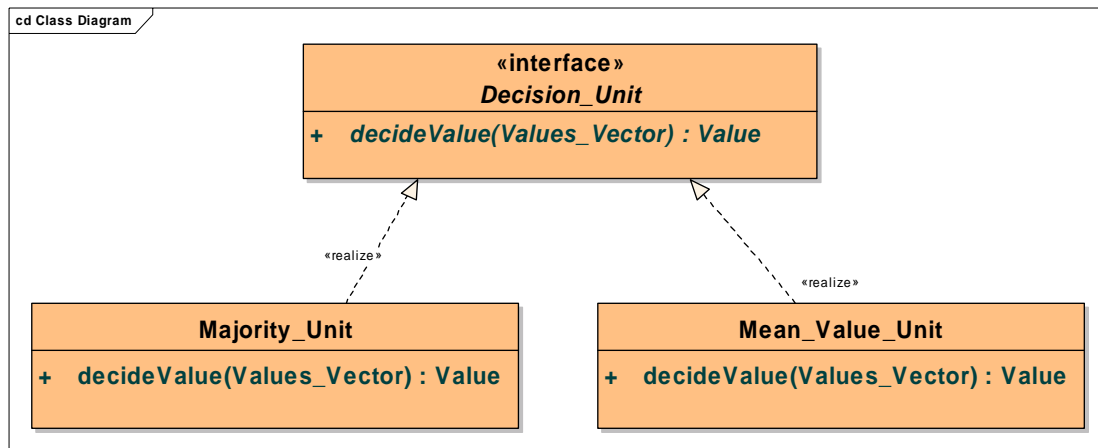 cd Class Diagram
«interface»
Decision_Unit
+ decideValue(Values_Vector) : Value
«realize»
«realize»
Majority_Unit
+ decideValue(Values_Vector) : Value
Mean_Value_Unit
+ decideValue(Values_Vector) : Value